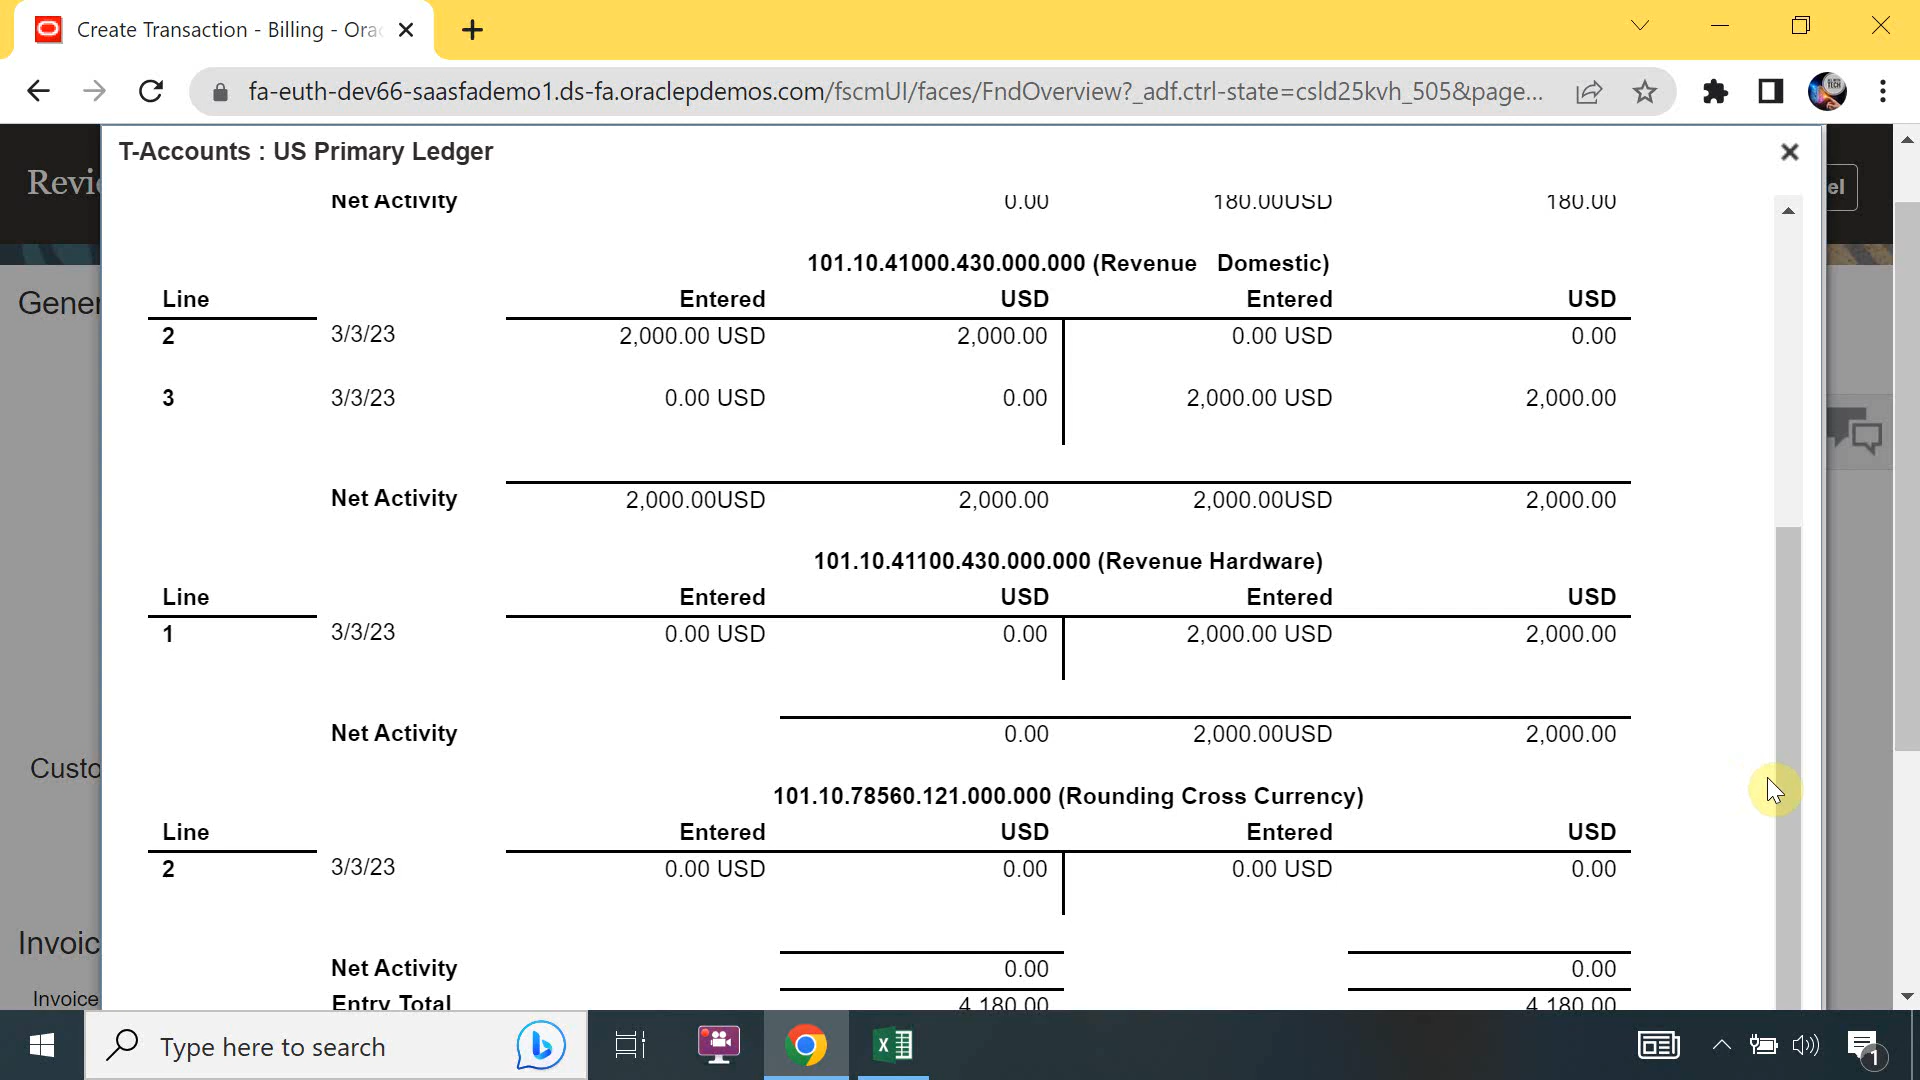 Create Transaction - Billing - Ora
fa-euth-dev66-saasfademo1.ds-fa.oraclepdemos.com/fscmUI/faces/FndOverview?_adf.ctrl-state=csld25kvh_505&page...
T-Accounts : US Primary Ledger
Revi
el
Net Activity 0.00 180.00USD 180.00
101.10.41000.430.000.000 (Revenue Domestic)
Line Entered USD Entered USD
2 3/3/23 2,000.00 USD 2,000.00 0.00 USD 0.00
3 3/3/23 0.00 USD 0.00 2,000.00 USD 2,000.00
Net Activity 2,000.00USD 2,000.00 2,000.00USD 2,000.00
101.10.41100.430.000.000 (Revenue Hardware)
Line Entered USD Entered USD
1 3/3/23 0.00 USD 0.00 2,000.00 USD 2,000.00
Net Activity 0.00 2,000.00USD 2,000.00
101.10.78560.121.000.000 (Rounding Cross Currency)
Line Entered USD Entered USD
2 3/3/23 0.00 USD 0.00 0.00 USD 0.00
Net Activity 0.00 0.00
Entry Total 4,180.00 4,180.00
Gener
Custo
Invoic
Invoice
Type here to search
1